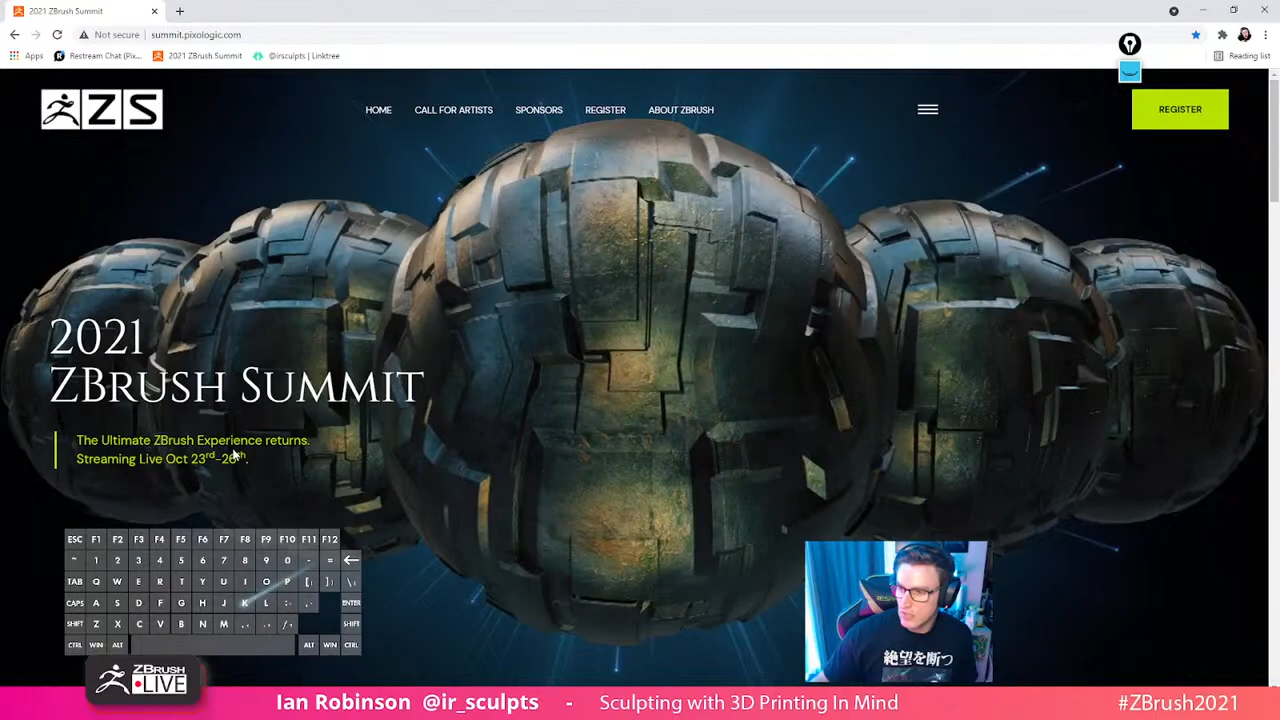 2021 ZBrush Summit
Not secure summit.pixologic.com
Apps Restream Chat (Pix... 2021 ZBrush Summit @irsculpts | Linktree Reading list
ZS HOME CALL FOR ARTISTS SPONSORS REGISTER ABOUT ZBRUSH REGISTER
2021
ZBRUSH SUMMIT
The Ultimate ZBrush Experience returns.
Streaming Live Oct 23rd-26th.
ESC F1 F2 F3 F4 F5 F6 F7 F8 F9 F10 F11 F12
~ 1 2 3 4 5 6 7 8 9 0 - =
TAB Q W E R T Y U I O P [ ] \
CAPS A S D F G H J K L ENTER
SHIFT Z X C V B N M SHIFT
CTRL WIN ALT ALT WIN CTRL
絶望を断つ
ZBRUSH
LIVE
Ian Robinson @ir_sculpts - Sculpting with 3D Printing In Mind #ZBrush2021